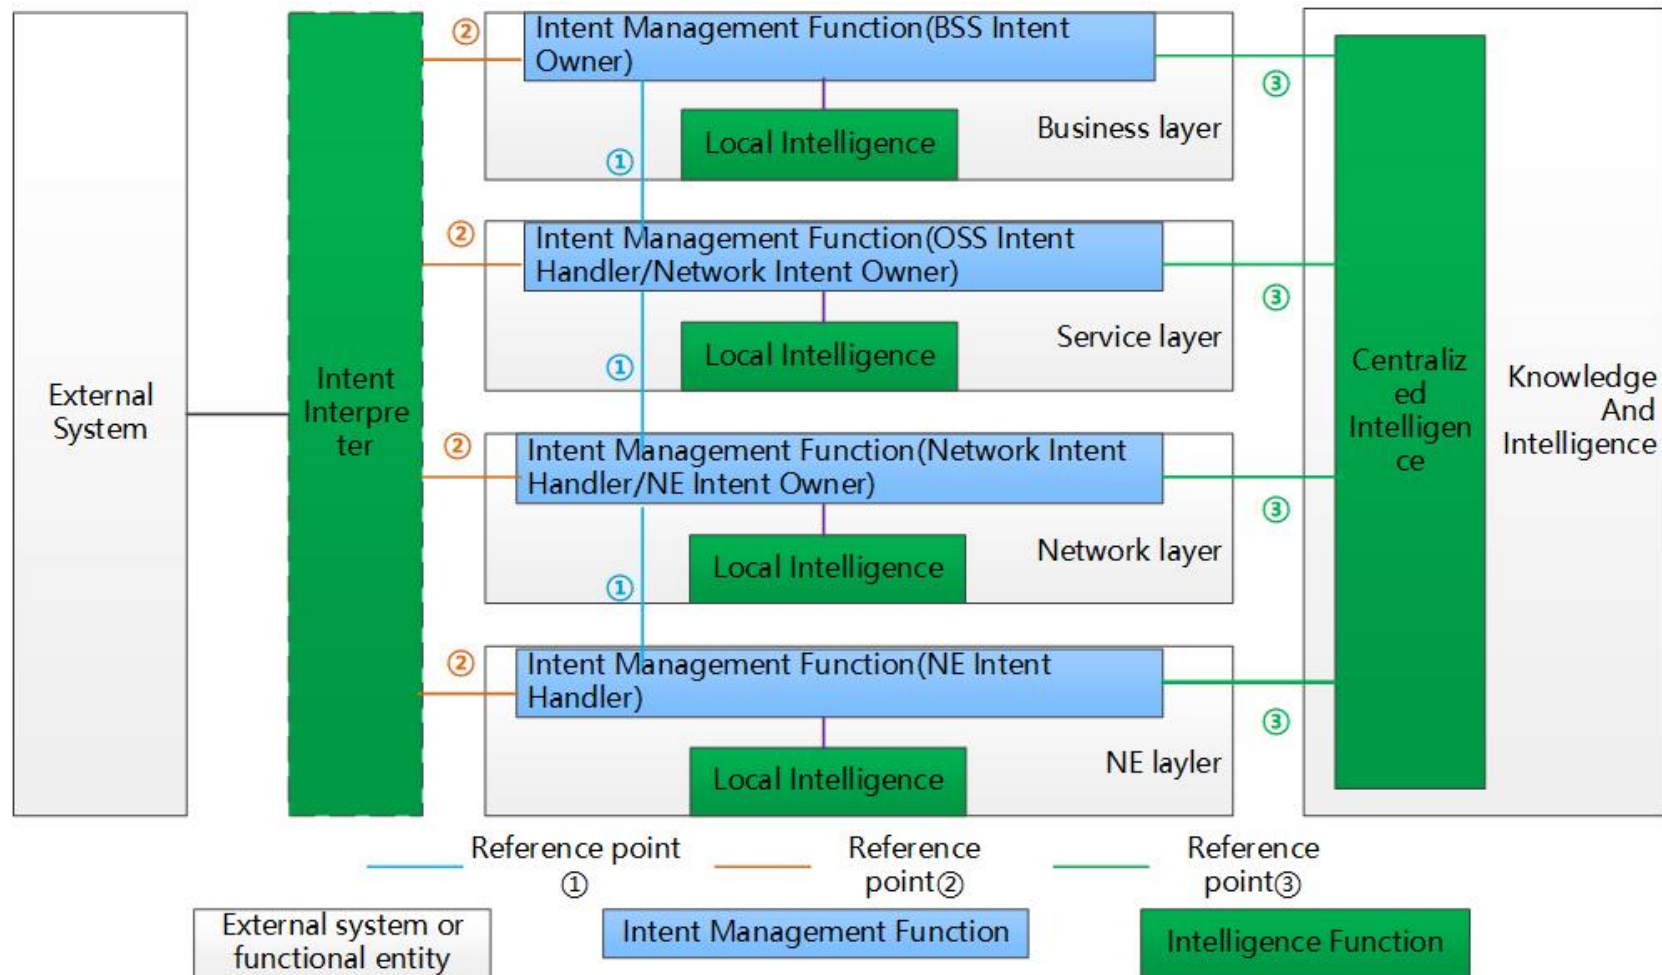 External
System
Intent
Interpre
ter
②
Intent Management Function(BSS Intent
Owner)
③
Local Intelligence
Business layer
①
②
Intent Management Function(OSS Intent
Handler/Network Intent Owner)
③
Local Intelligence
Service layer
①
②
Intent Management Function(Network Intent
Handler/NE Intent Owner)
③
Local Intelligence
Network layer
①
②
Intent Management Function(NE Intent
Handler)
③
Local Intelligence
NE layler
Centraliz
ed
Intelligen
ce
Knowledge
And
Intelligence
Reference point
①
Reference
point②
Reference
point③
External system or
functional entity
Intent Management Function
Intelligence Function